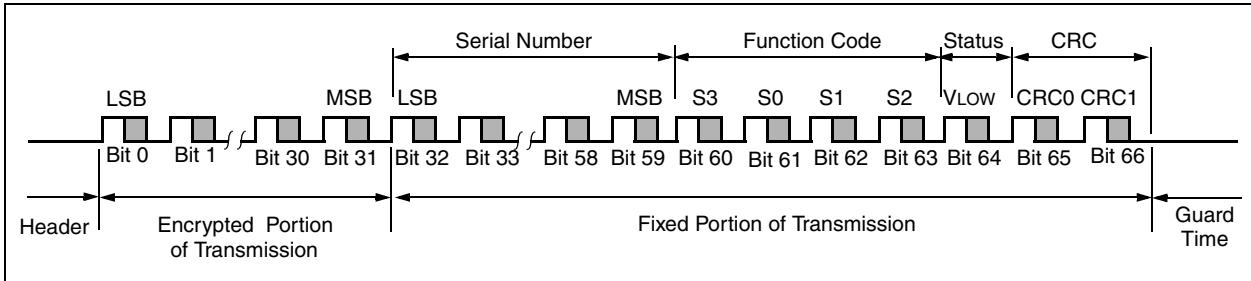 Serial Number Function Code Status CRC
LSB MSB LSB MSB S3 S0 S1 S2 VLOW CRC0 CRC1
Bit 0 Bit 1 Bit 30 Bit 31 Bit 32 Bit 33 Bit 58 Bit 59 Bit 60 Bit 61 Bit 62 Bit 63 Bit 64 Bit 65 Bit 66
Header Encrypted Portion Fixed Portion of Transmission Guard
of Transmission Time